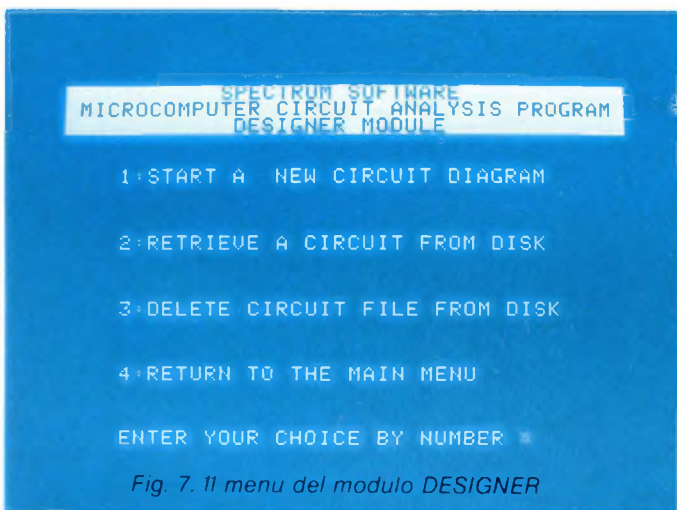 SPECTRUM SOFTWARE
MICROCOMPUTER CIRCUIT ANALYSIS PROGRAM
DESIGNER MODULE
1:START A NEW CIRCUIT DIAGRAM
2:RETRIEVE A CIRCUIT FROM DISK
3:DELETE CIRCUIT FILE FROM DISK
4:RETURN TO THE MAIN MENU
ENTER YOUR CHOICE BY NUMBER
Fig. 7. Il menu del modulo DESIGNER